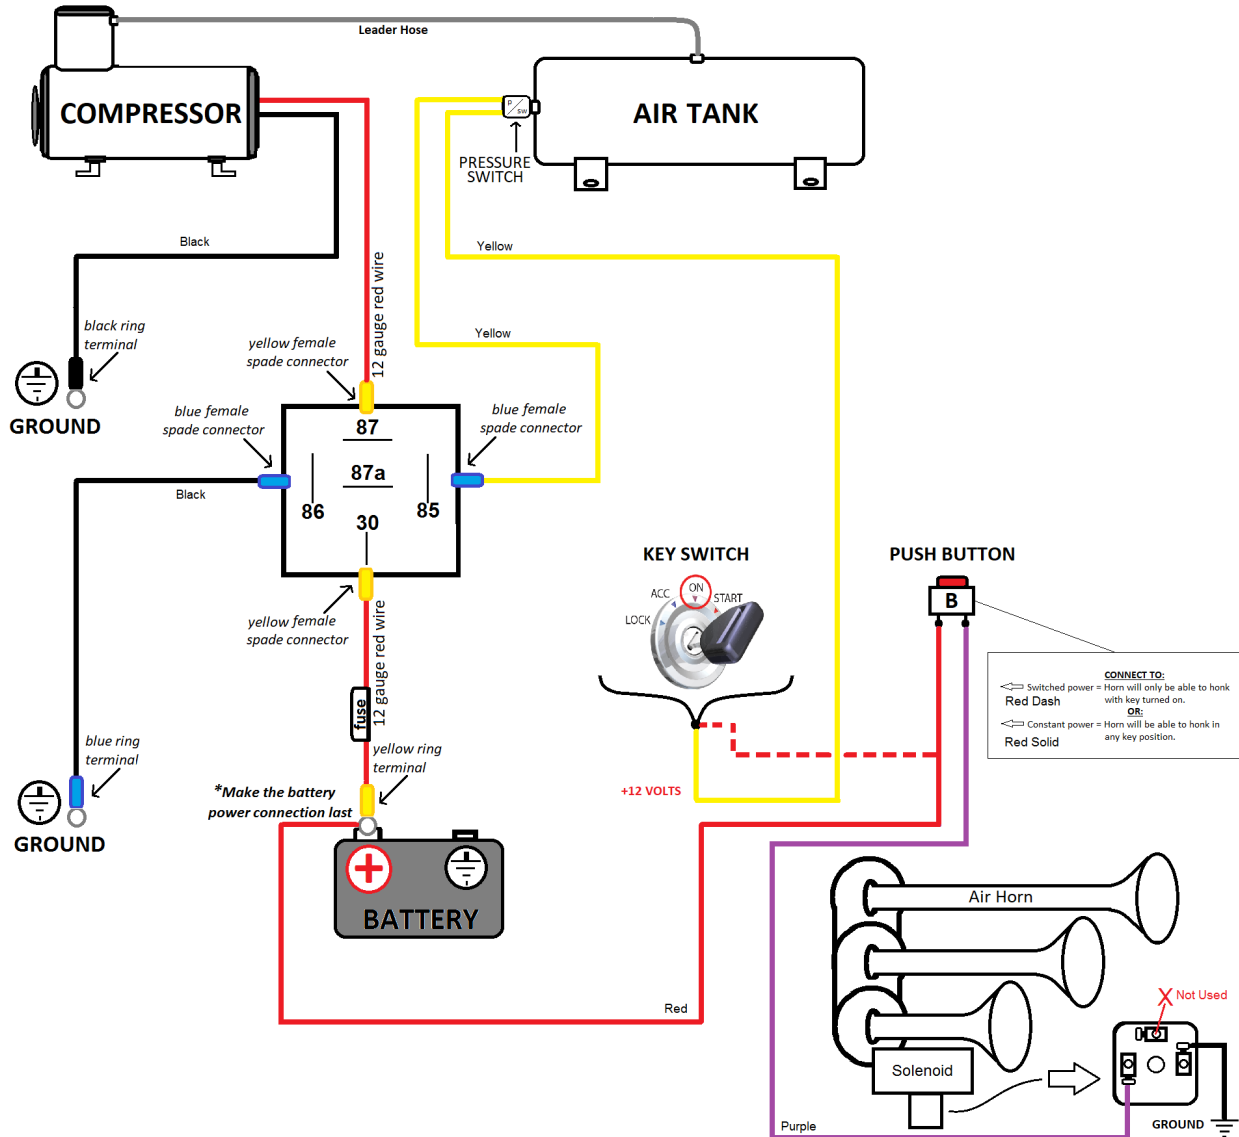 Leader Hose
COMPRESSOR
AIR TANK
P
SW
PRESSURE
SWITCH
Black
Yellow
12 gauge red wire
black ring
terminal
yellow female
spade connector
Yellow
GROUND
blue female
spade connector
blue female
spade connector
87
87a
86
85
30
Black
KEY SWITCH
PUSH BUTTON
ACC
ON
START
LOCK
B
yellow female
spade connector
12 gauge red wire
fuse
CONNECT TO:
Switched power = Horn will only be able to honk
with key turned on.
Red Dash
OR:
Constant power = Horn will be able to honk in
any key position.
Red Solid
blue ring
terminal
yellow ring
terminal
*Make the battery
power connection last
+12 VOLTS
GROUND
+
BATTERY
Air Horn
Red
X Not Used
Solenoid
Purple
GROUND